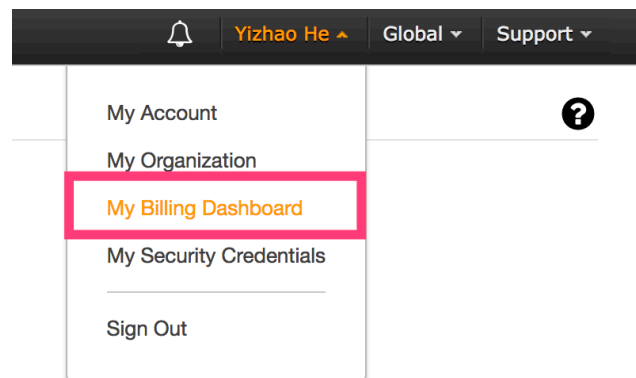 Yizhao He Global Support
My Account
?
My Organization
My Billing Dashboard
My Security Credentials
Sign Out